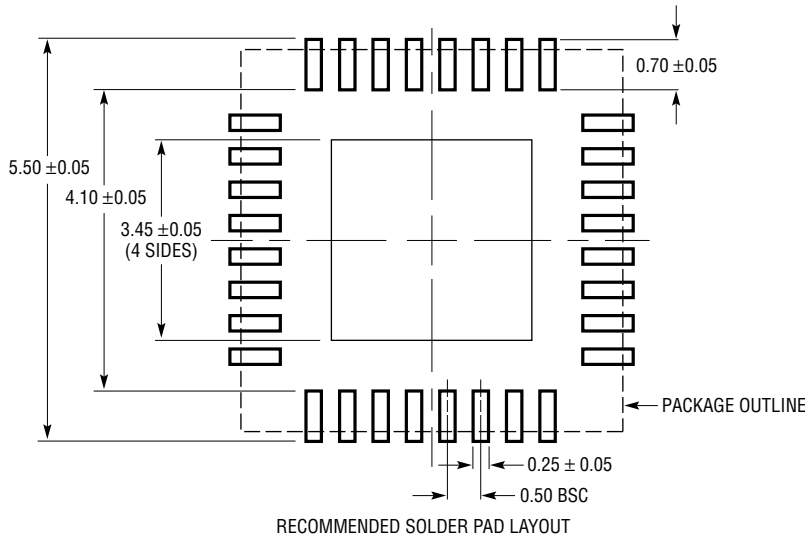 0.70 ±0.05
5.50 ±0.05
4.10 ±0.05
3.45 ±0.05
(4 SIDES)
PACKAGE OUTLINE
0.25 ± 0.05
0.50 BSC
RECOMMENDED SOLDER PAD LAYOUT